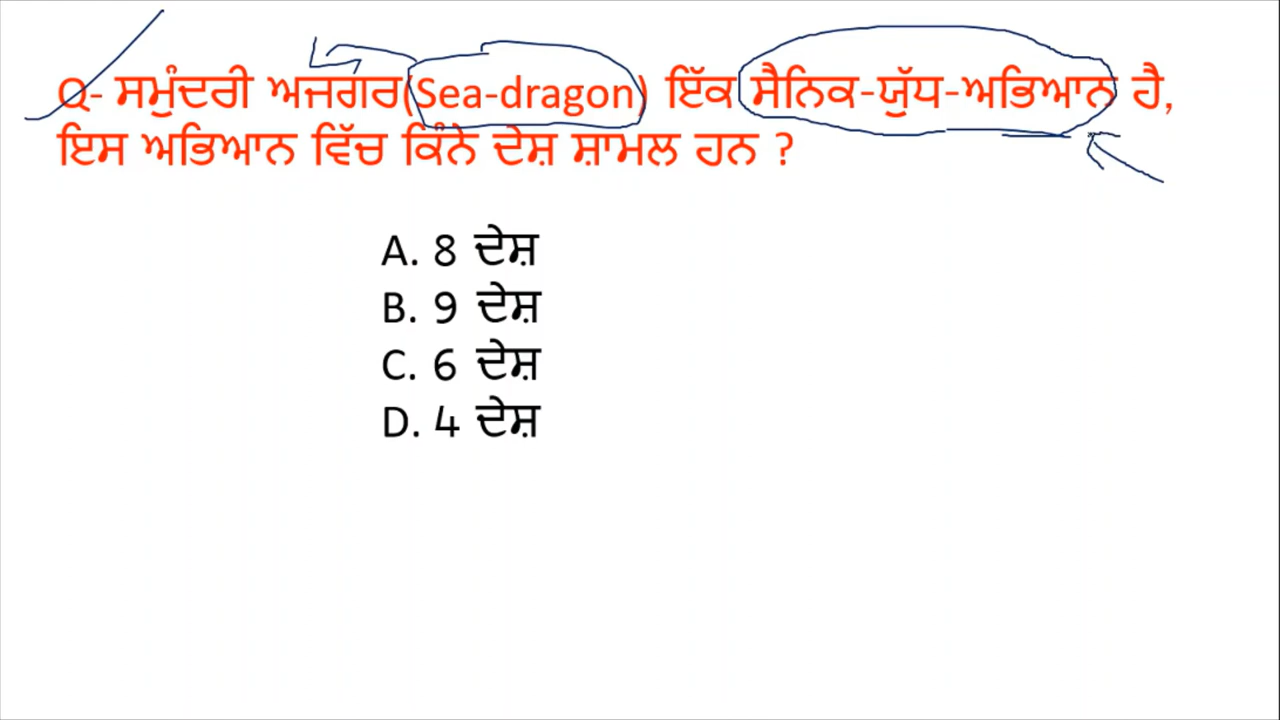 Q- ਸਮੁੰਦਰੀ ਅਜਗਰ(Sea-dragon) ਇੱਕ ਸੈਨਿਕ-ਯੁੱਧ-ਅਭਿਆਨ ਹੈ,
ਇਸ ਅਭਿਆਨ ਵਿੱਚ ਕਿੰਨੇ ਦੇਸ਼ ਸ਼ਾਮਲ ਹਨ ?
A. 8 ਦੇਸ਼
B. 9 ਦੇਸ਼
C. 6 ਦੇਸ਼
D. 4 ਦੇਸ਼